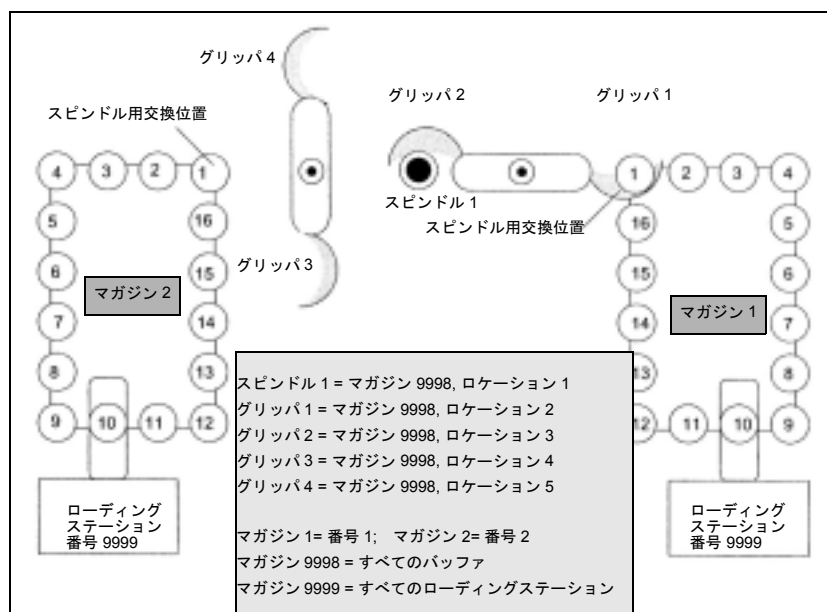 グリッパ 4
グリッパ 2
グリッパ 1
スピンドル用交換位置
4
3
2
1
5
16
6
15
7
14
8
13
9
10
11
12
マガジン 2
グリッパ 3
スピンドル 1
スピンドル用交換位置
1
2
3
4
16
5
15
6
14
7
13
8
12
11
10
9
マガジン 1
スピンドル 1 = マガジン 9998, ロケーション 1
グリッパ 1 = マガジン 9998, ロケーション 2
グリッパ 2 = マガジン 9998, ロケーション 3
グリッパ 3 = マガジン 9998, ロケーション 4
グリッパ 4 = マガジン 9998, ロケーション 5
マガジン 1= 番号 1; マガジン 2= 番号 2
マガジン 9998 = すべてのバッファ
マガジン 9999 = すべてのローディングステーション
ローディング
ステーション
番号 9999
ローディング
ステーション
番号 9999